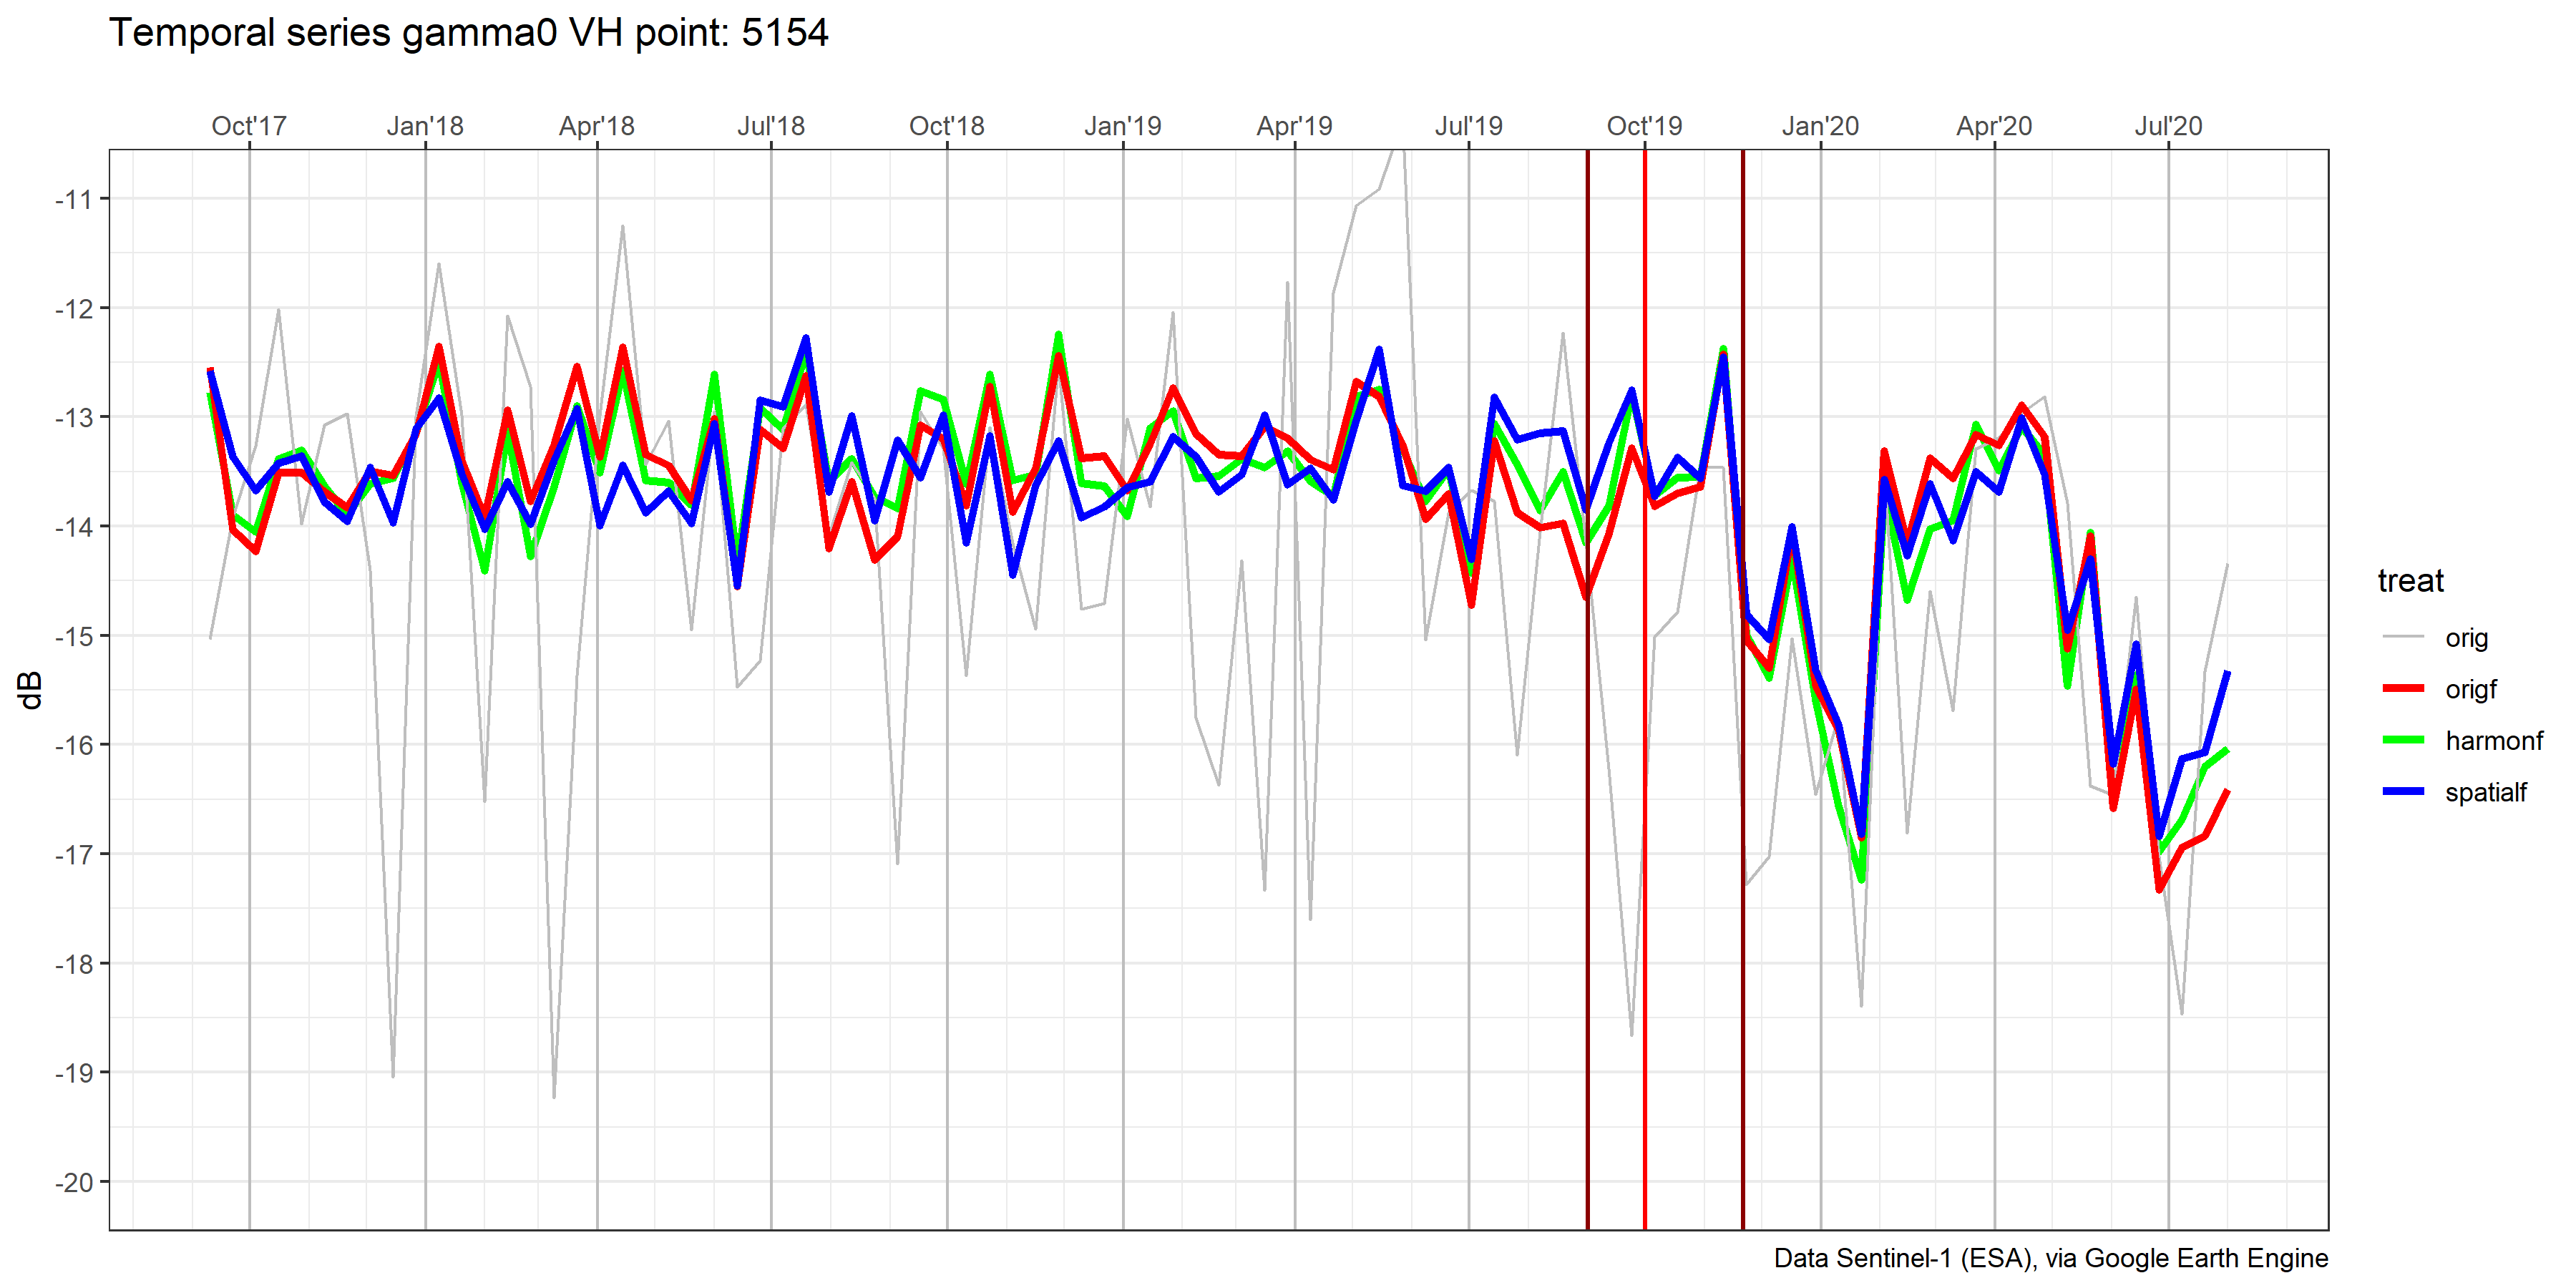 Temporal series gamma0 VH point: 5154
Oct'17 Jan'18 Apr'18 Jul'18 Oct'18 Jan'19 Apr'19 Jul'19 Oct'19 Jan'20 Apr'20 Jul'20
-11
-12
-13
-14
-15
-16
-17
-18
-19
-20
dB
treat
orig
origf
harmonf
spatialf
Data Sentinel-1 (ESA), via Google Earth Engine